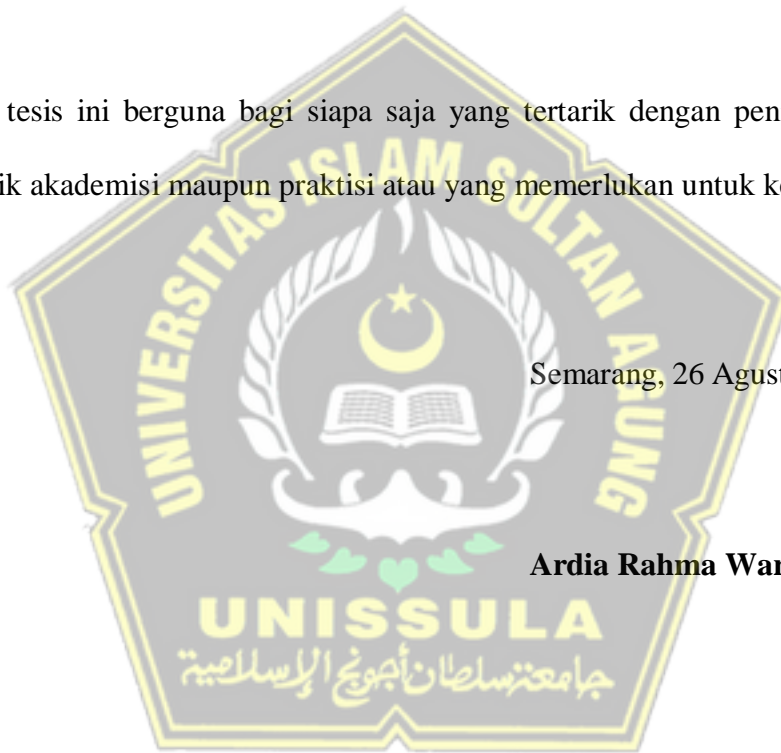 tesis ini berguna bagi siapa saja yang tertarik dengan pen
ik akademisi maupun praktisi atau yang memerlukan untuk ke
UNIVERSITAS ISLAM SULTAN AGUNG
Semarang, 26 Agust
Ardia Rahma War
UNISSULA
جامعة سلطان أجونج الإسلامية